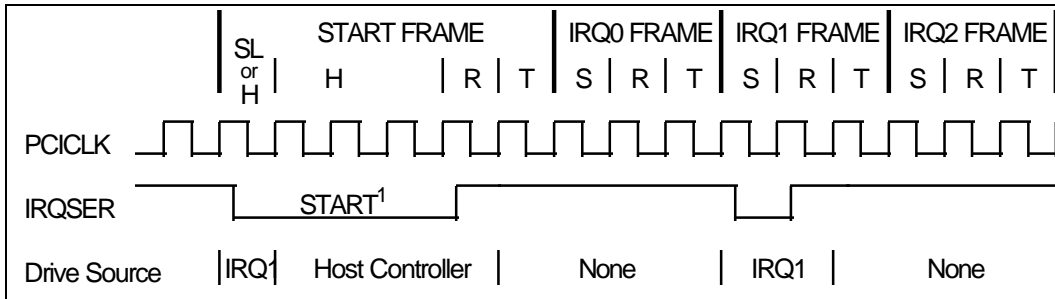 START FRAME IRQ0 FRAME IRQ1 FRAME IRQ2 FRAME
SL or H H R T S R T S R T S R T
PCICLK
IRQSER START1
Drive Source IRQ1 Host Controller None IRQ1 None